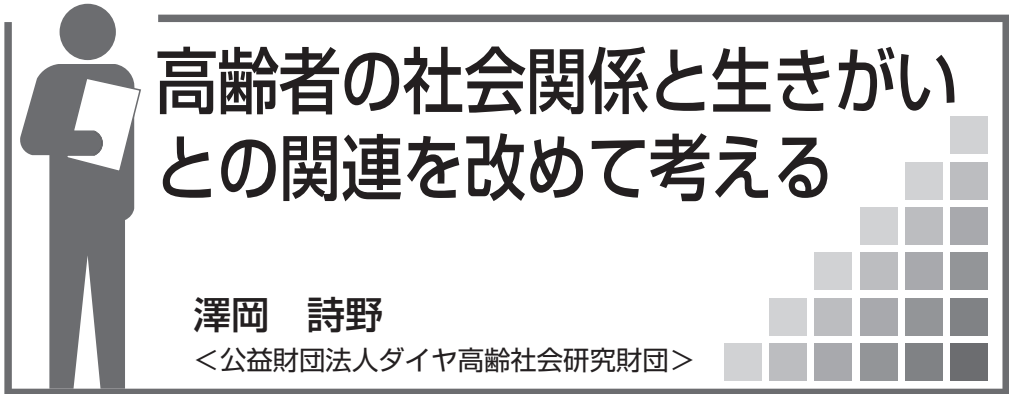 高齢者の社会関係と生きがい
との関連を改めて考える
澤岡　詩野
＜公益財団法人ダイヤ高齢社会研究財団＞